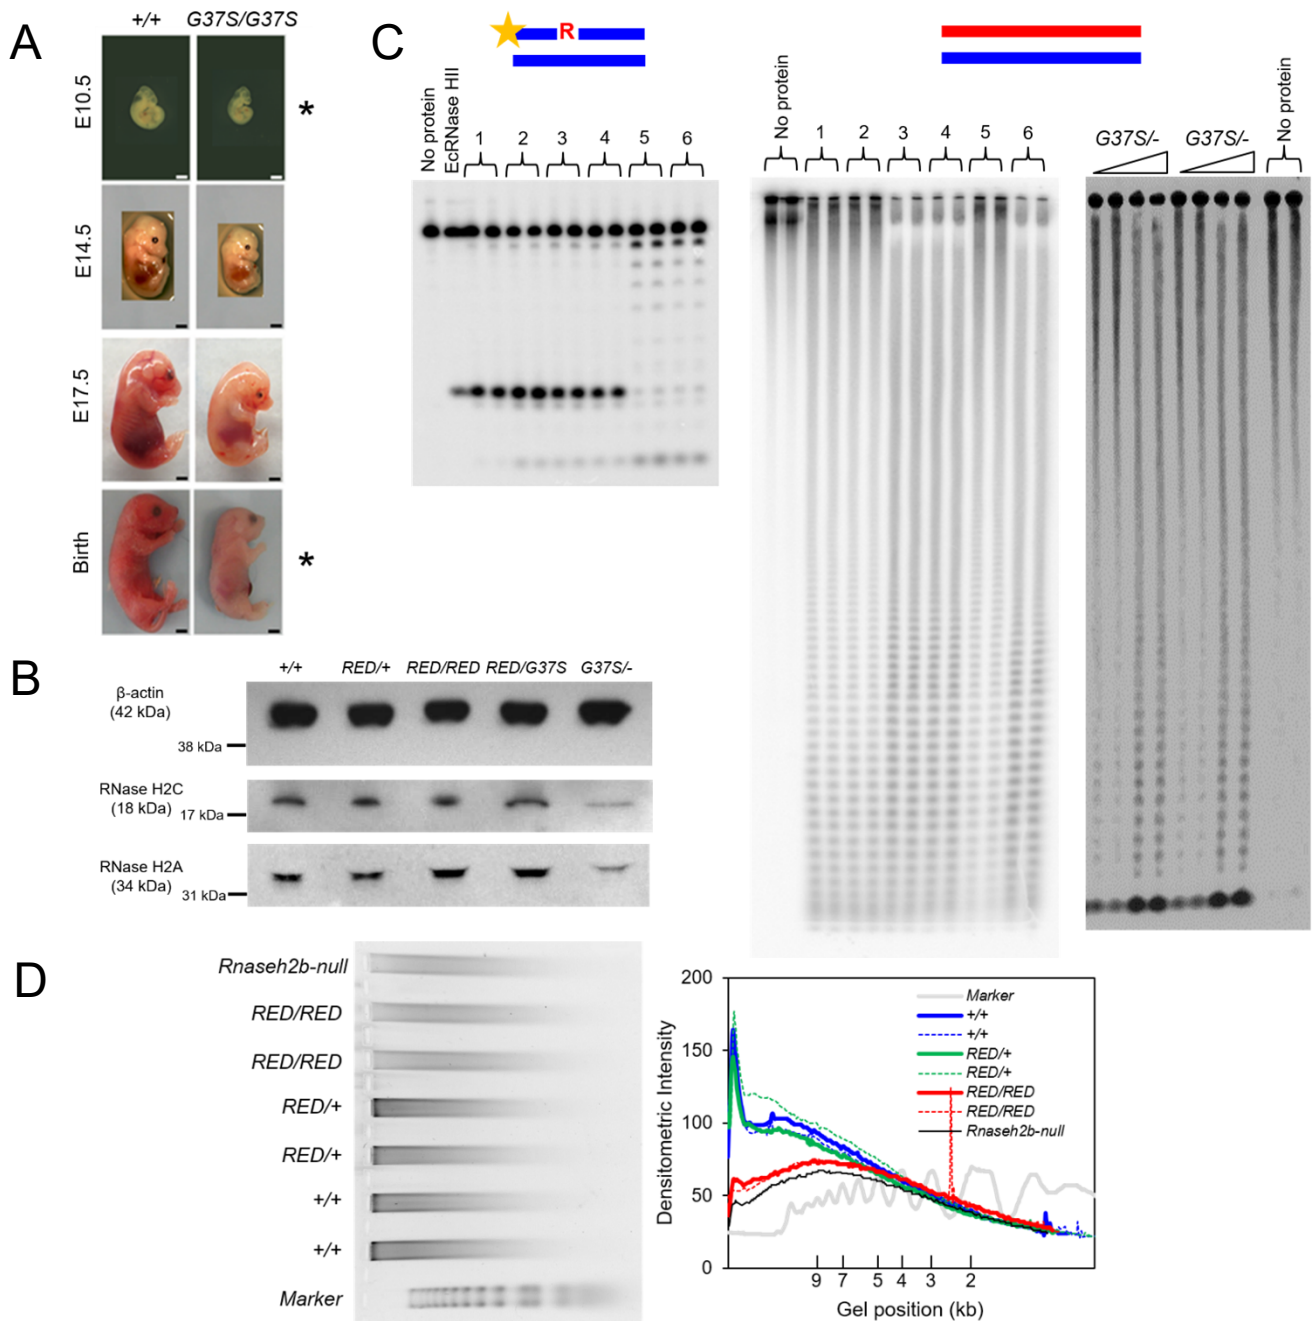 A
+/+
G37S/G37S
E10.5
*
E14.5
E17.5
Birth
*
B
+/+
RED/+
RED/RED
RED/G37S
G37S/-
β-actin
(42 kDa)
38 kDa
RNase H2C
(18 kDa)
17 kDa
RNase H2A
(34 kDa)
31 kDa
C
R
No protein
EcRNase HII
1
2
3
4
5
6
No protein
1
2
3
4
5
6
G37S/-
G37S/-
No protein
D
Rnaseh2b-null
RED/RED
RED/RED
RED/+
RED/+
+/+
+/+
Marker
200
150
100
50
0
Densitometric Intensity
Marker
+/+
+/+
RED/+
RED/+
RED/RED
RED/RED
Rnaseh2b-null
9 7 5 4 3 2
Gel position (kb)